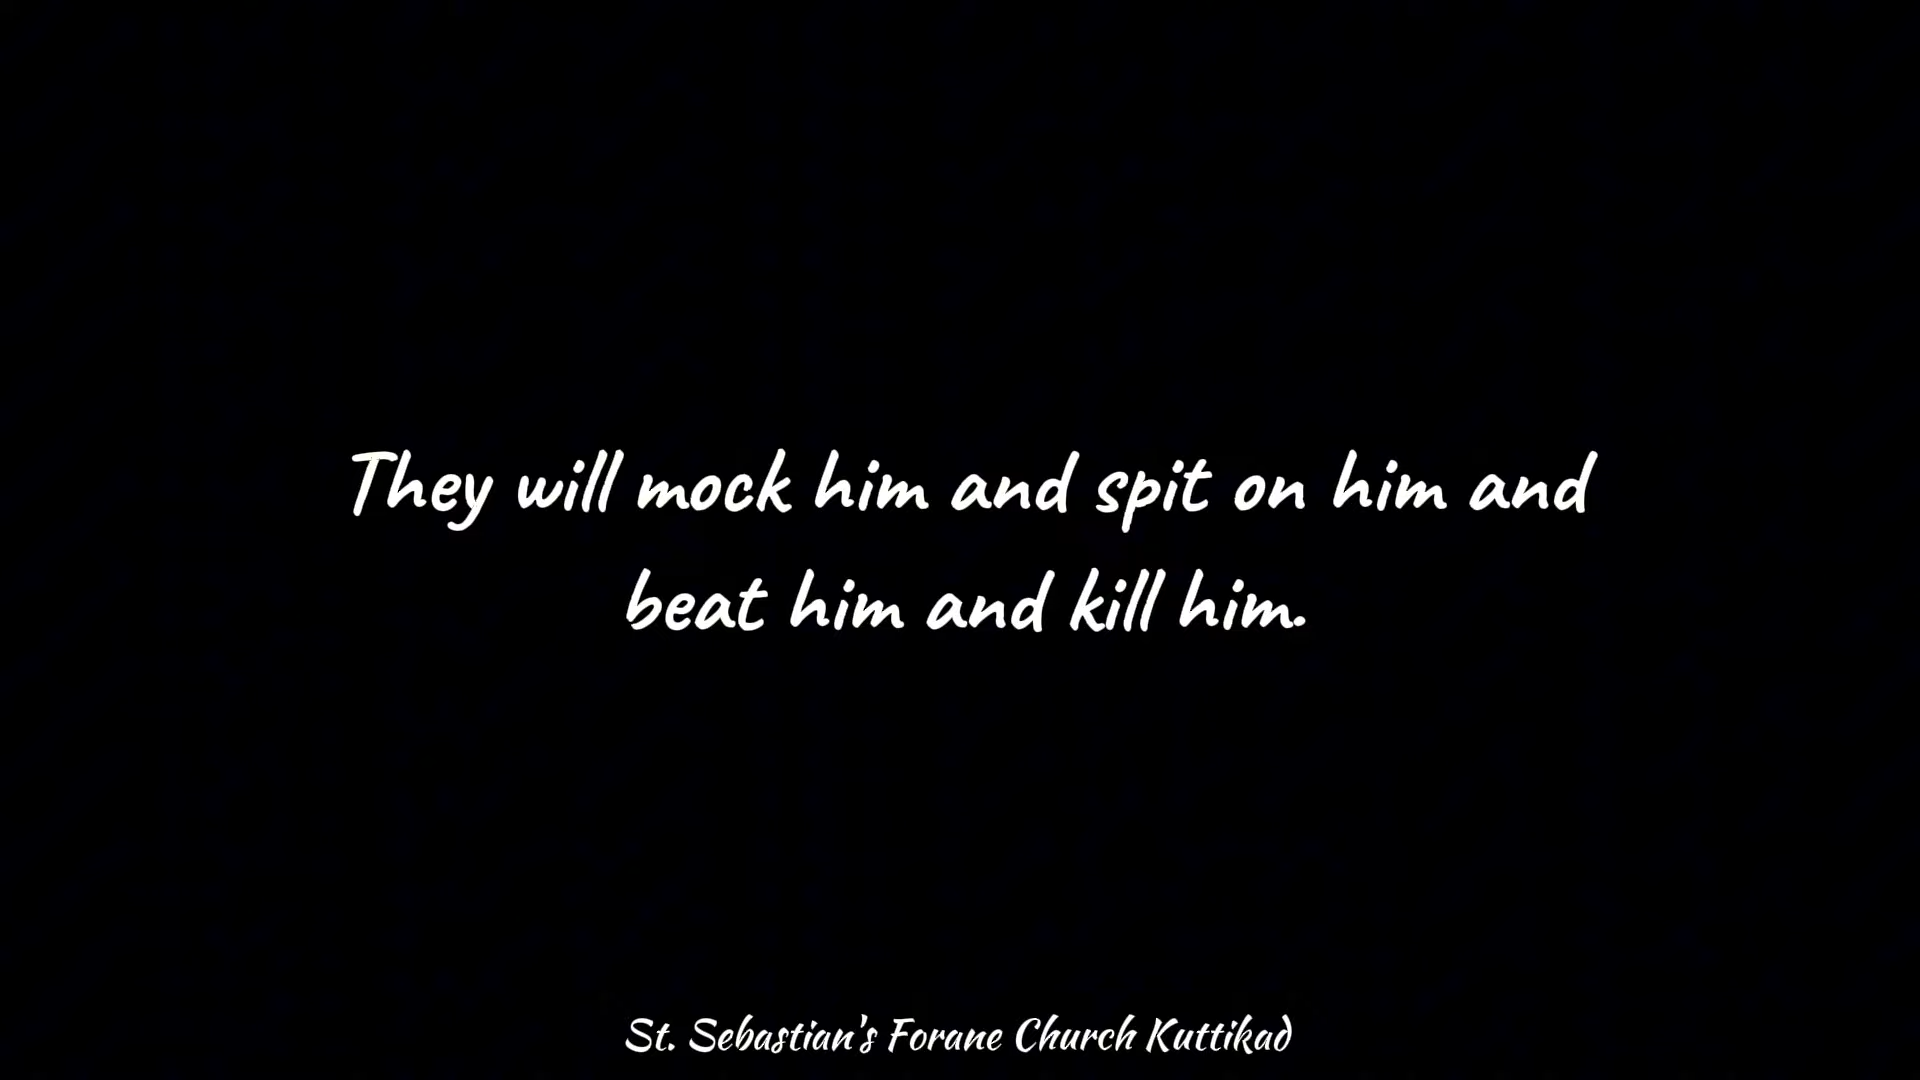 They will mock him and spit on him and
beat him and kill him.
St. Sebastian's Forane Church Kuttikad